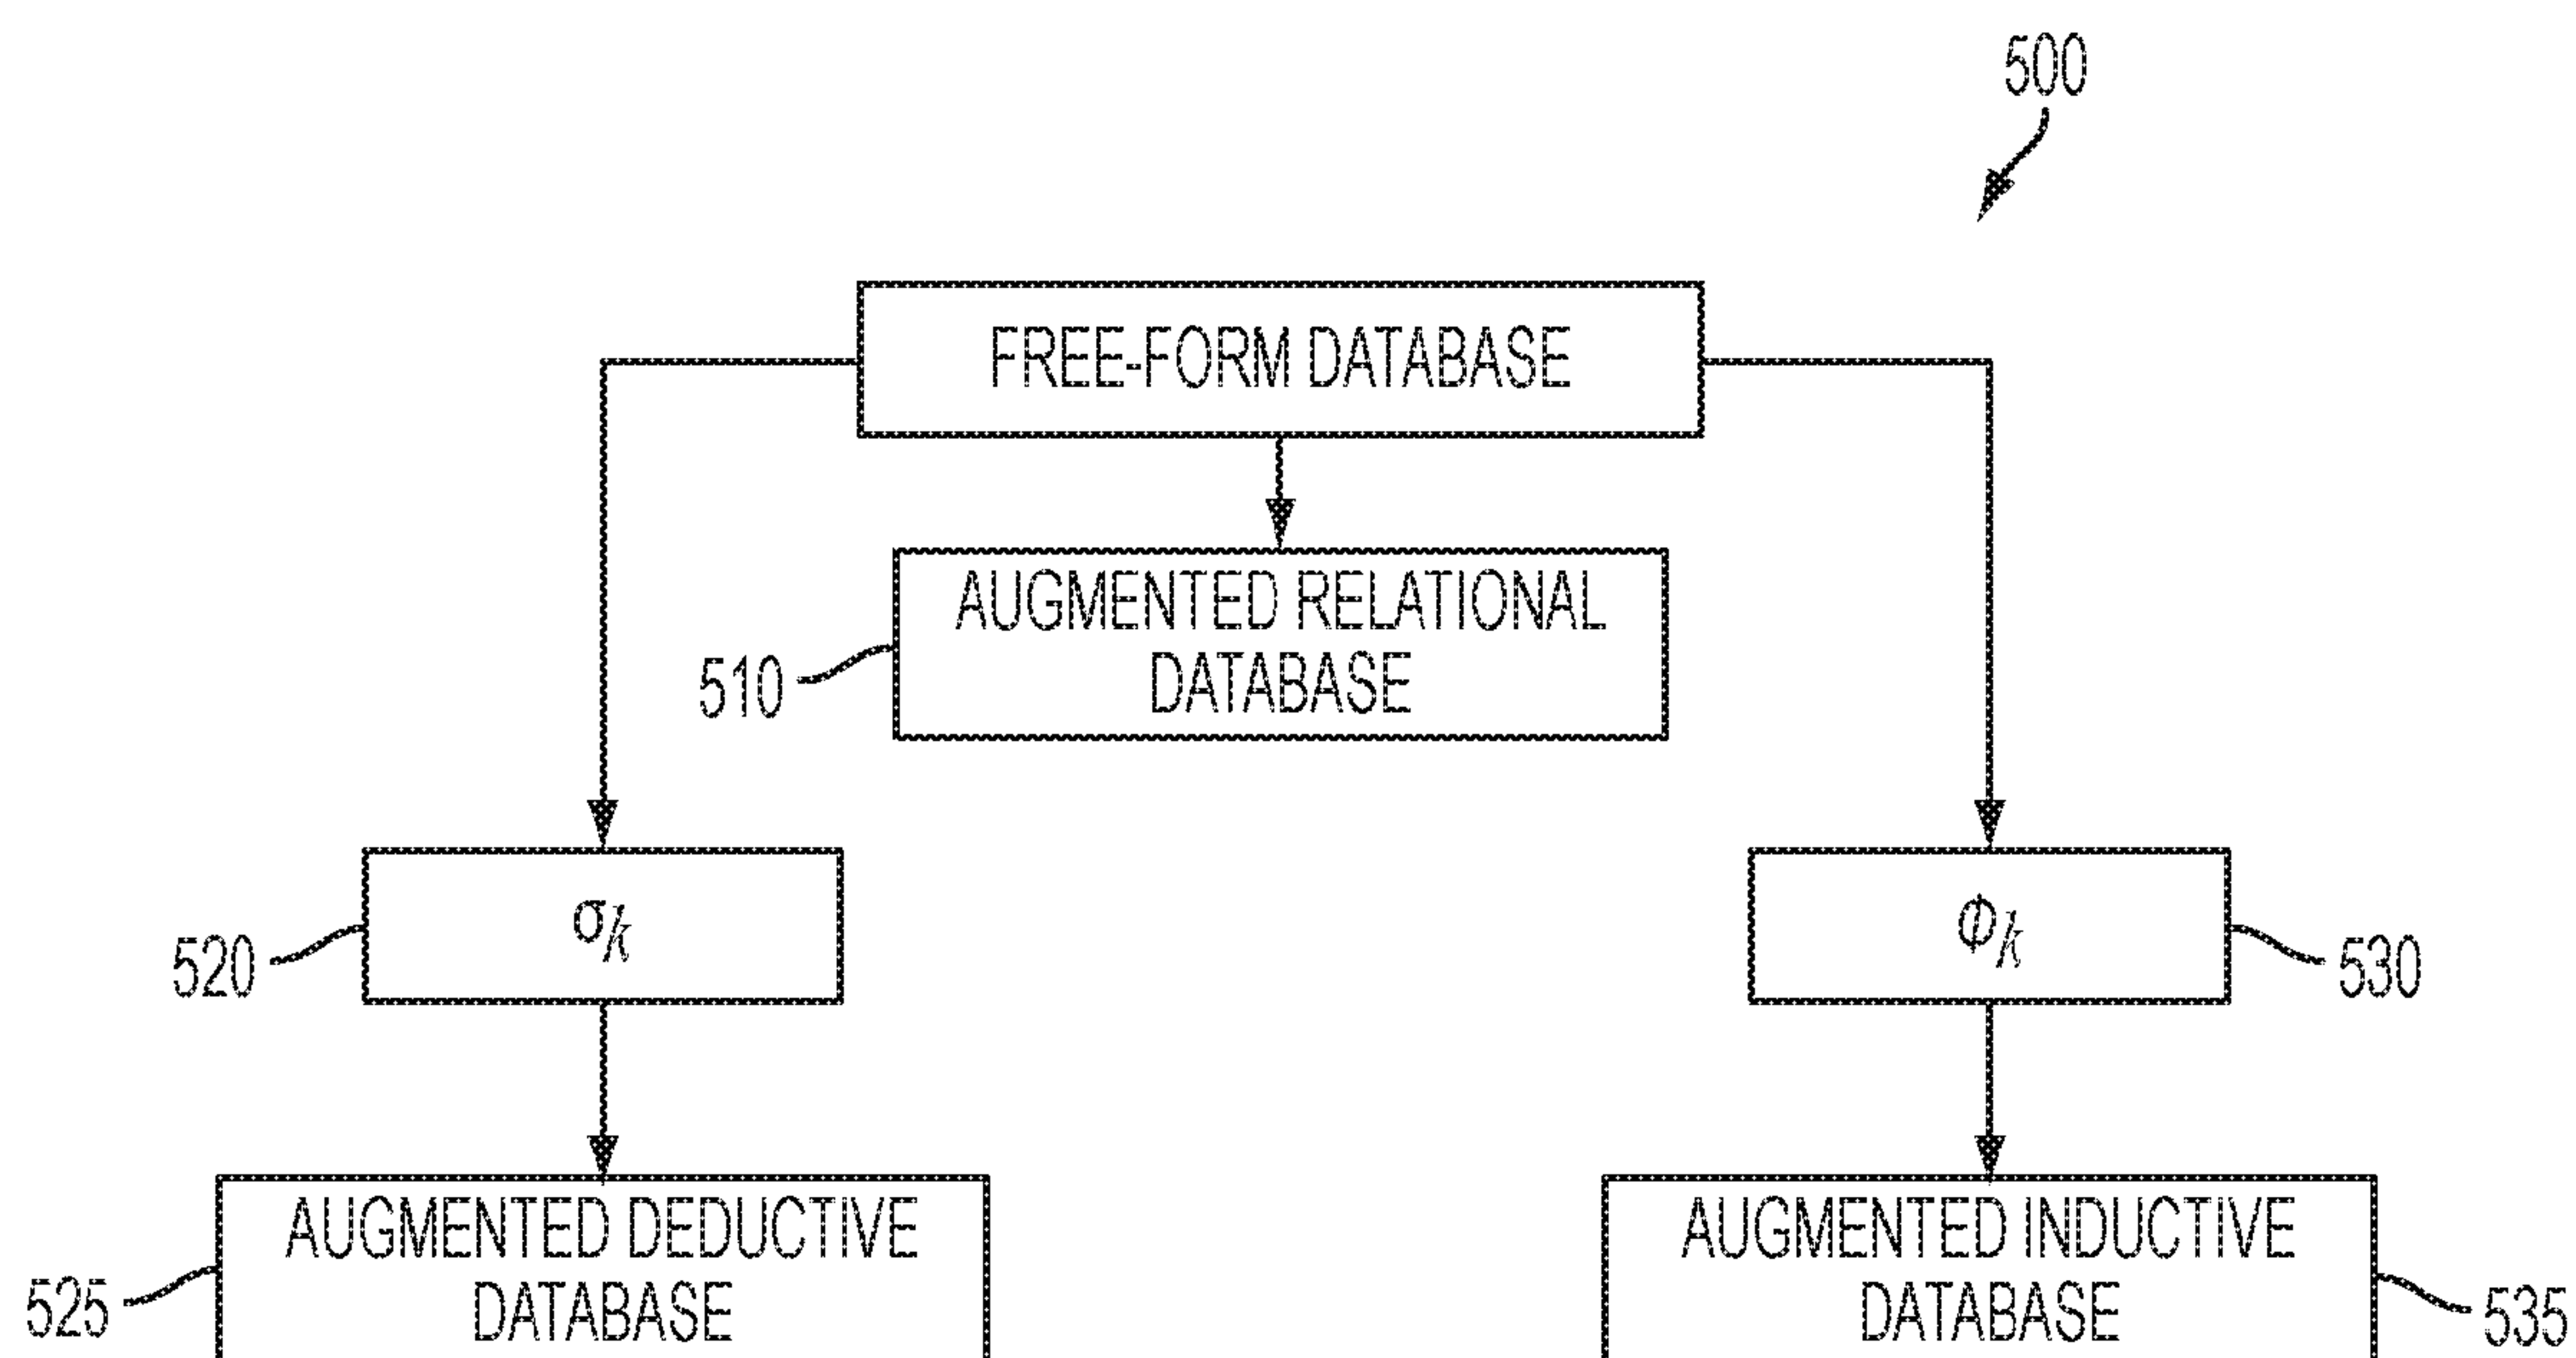 500
FREE-FORM DATABASE
AUGMENTED RELATIONAL
DATABASE
510
σk
520
Φk
530
AUGMENTED DEDUCTIVE
DATABASE
525
AUGMENTED INDUCTIVE
DATABASE
535